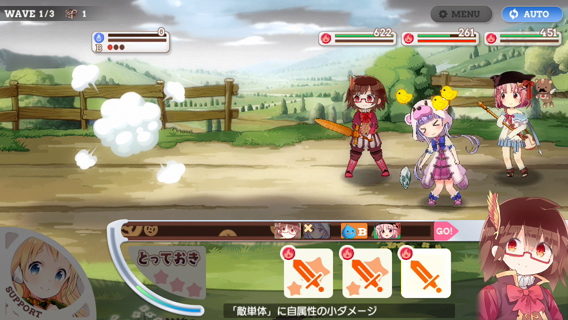 WAVE 1/3 1
MENU
AUTO
B 0
622
261
451
B
GO!
とっておき
SUPPORT
「敵単体」に自属性の小ダメージ